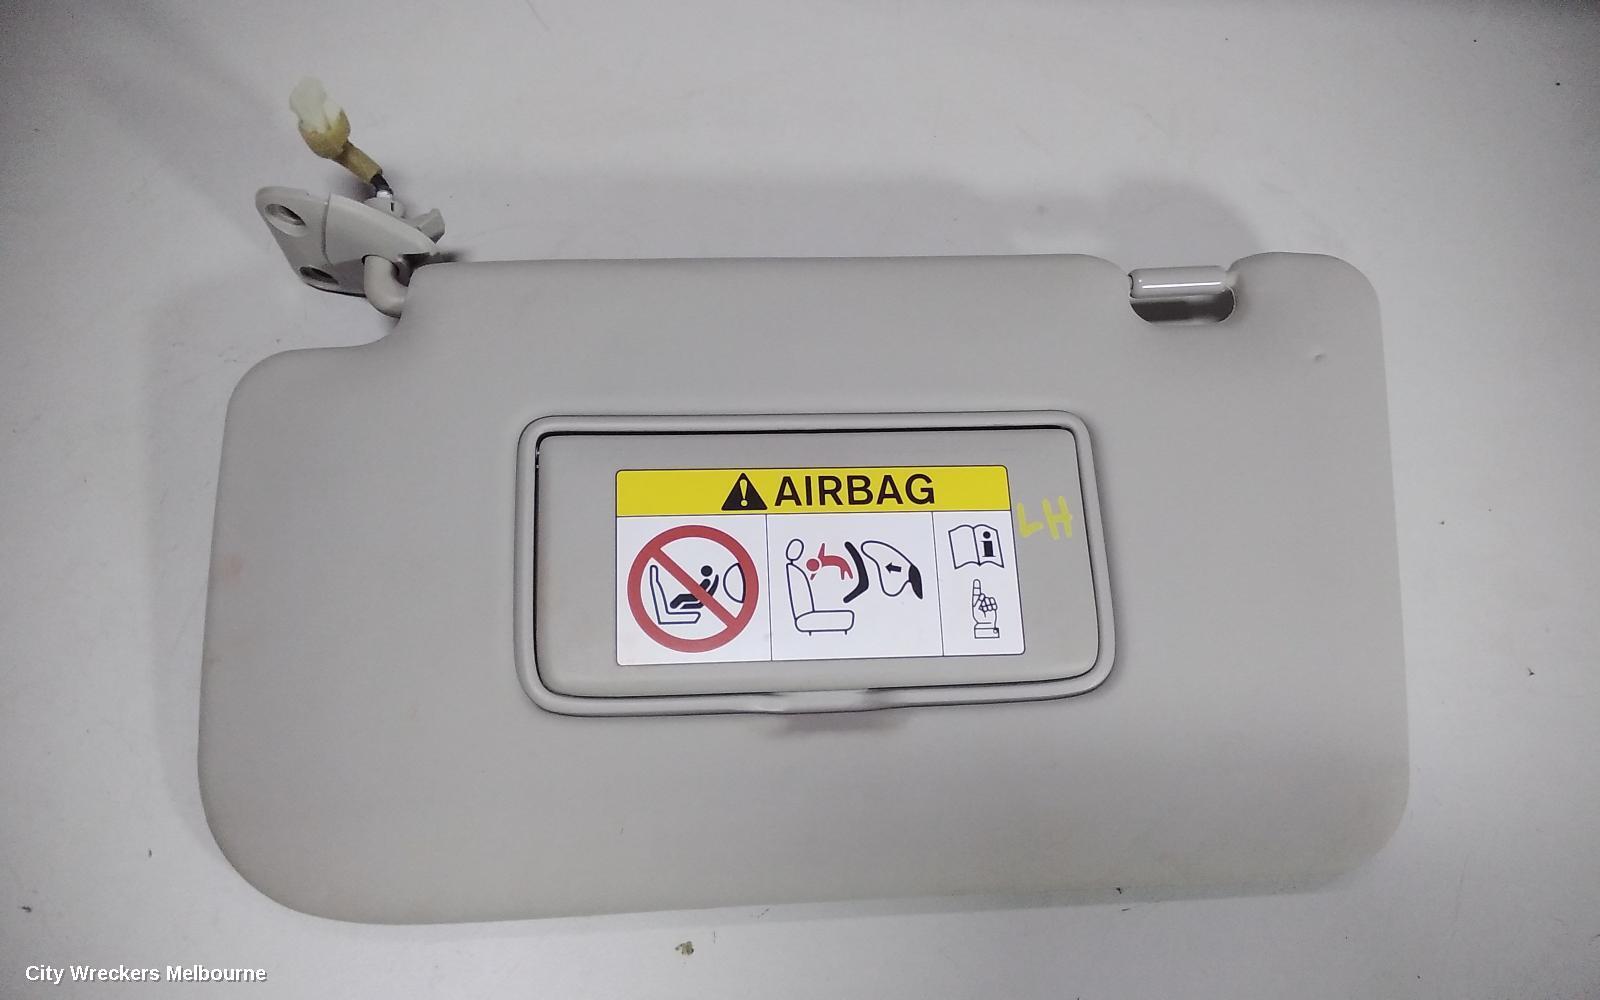 AIRBAG
LH
i
City Wreckers Melbourne